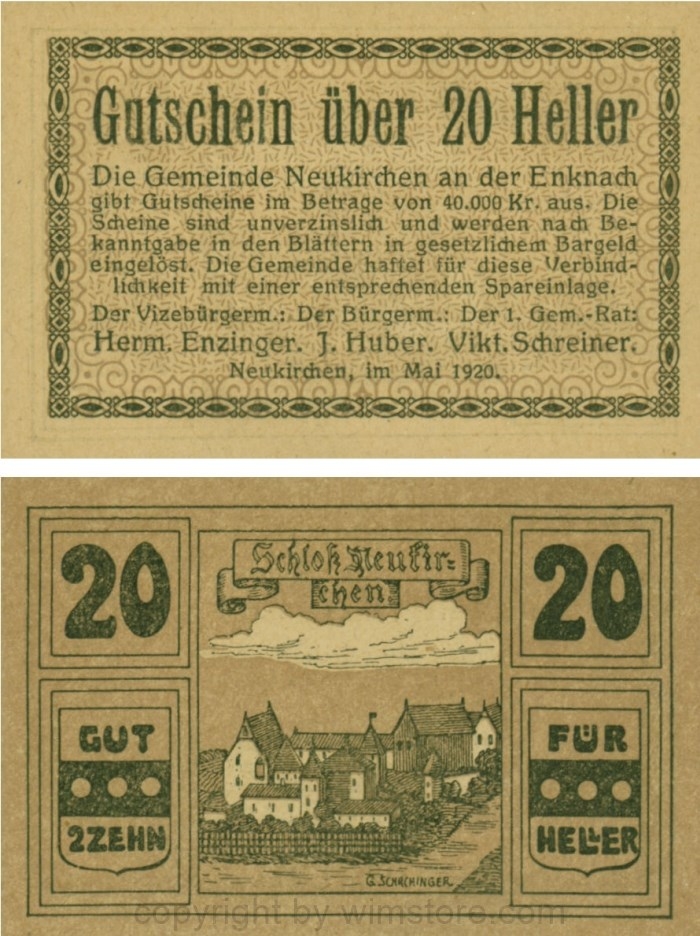 Gutschein über 20 Heller
Die Gemeinde Neukirchen an der Enknach
gibt Gutscheine im Betrage von 40.000 Kr. aus. Die
Scheine sind unverzinslich und werden nach Be-
kanntgabe in den Blättern in gesetzlichem Bargeld
eingelöst. Die Gemeinde haftet für diese Verbind-
lichkeit mit einer entsprechenden Spareinlage.
Der Vizebürgerm.: Der Bürgerm.: Der 1. Gem.-Rat:
Herm. Enzinger. J. Huber. Vikt. Schreiner.
Neukirchen, im Mai 1920.
20
Schloß Neukir-
chen
20
GUT
2ZEHN
FÜR
HELLER
G. SCHACHINGER
copyright by wimstore.com